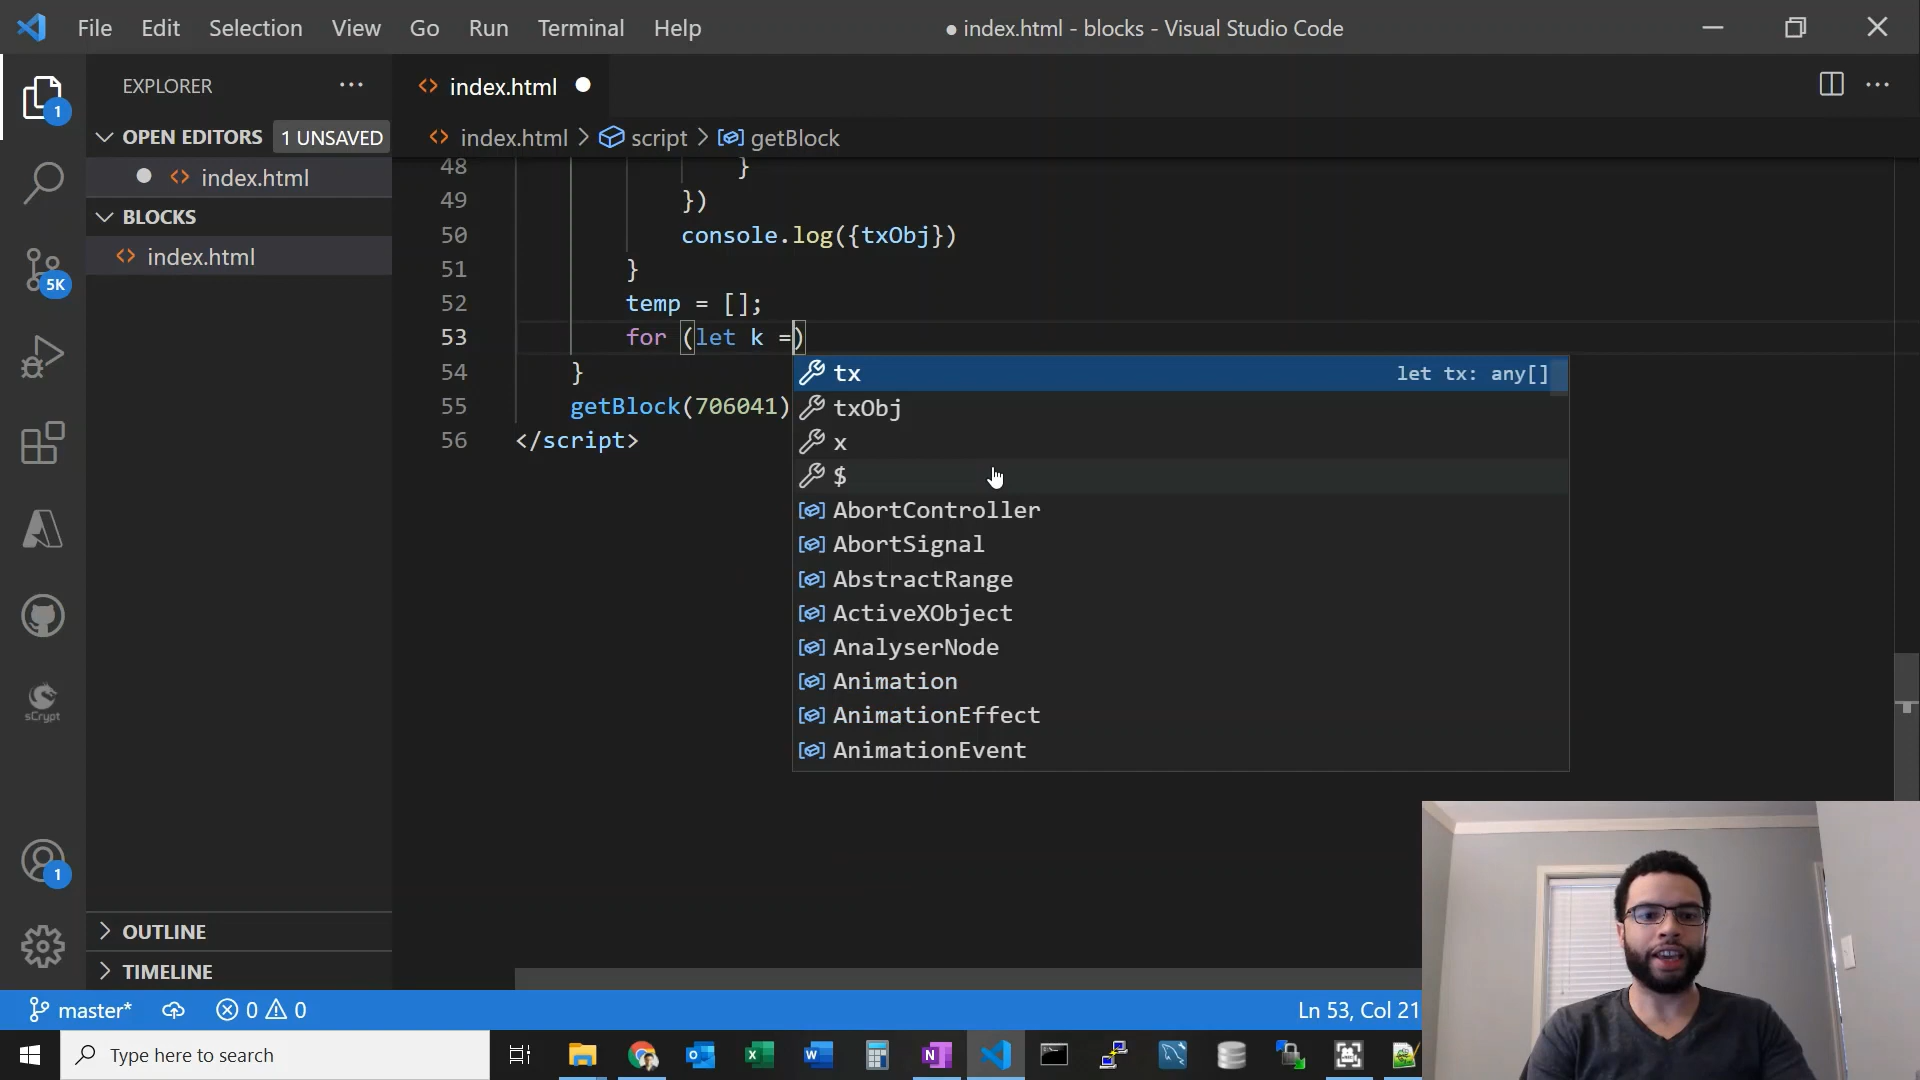 File Edit Selection View Go Run Terminal Help
● index.html - blocks - Visual Studio Code
EXPLORER
OPEN EDITORS 1 UNSAVED
index.html
BLOCKS
index.html
OUTLINE
TIMELINE
1
5K
sCrypt
1
index.html
index.html > script > getBlock
48 }
49 })
50 console.log({txObj})
51 }
52 temp = [];
53 for (let k =)
54 }
55 getBlock(706041)
56 </script>
tx let tx: any[]
txObj
x
$
AbortController
AbortSignal
AbstractRange
ActiveXObject
AnalyserNode
Animation
AnimationEffect
AnimationEvent
master* 0 0 Ln 53, Col 21
Type here to search